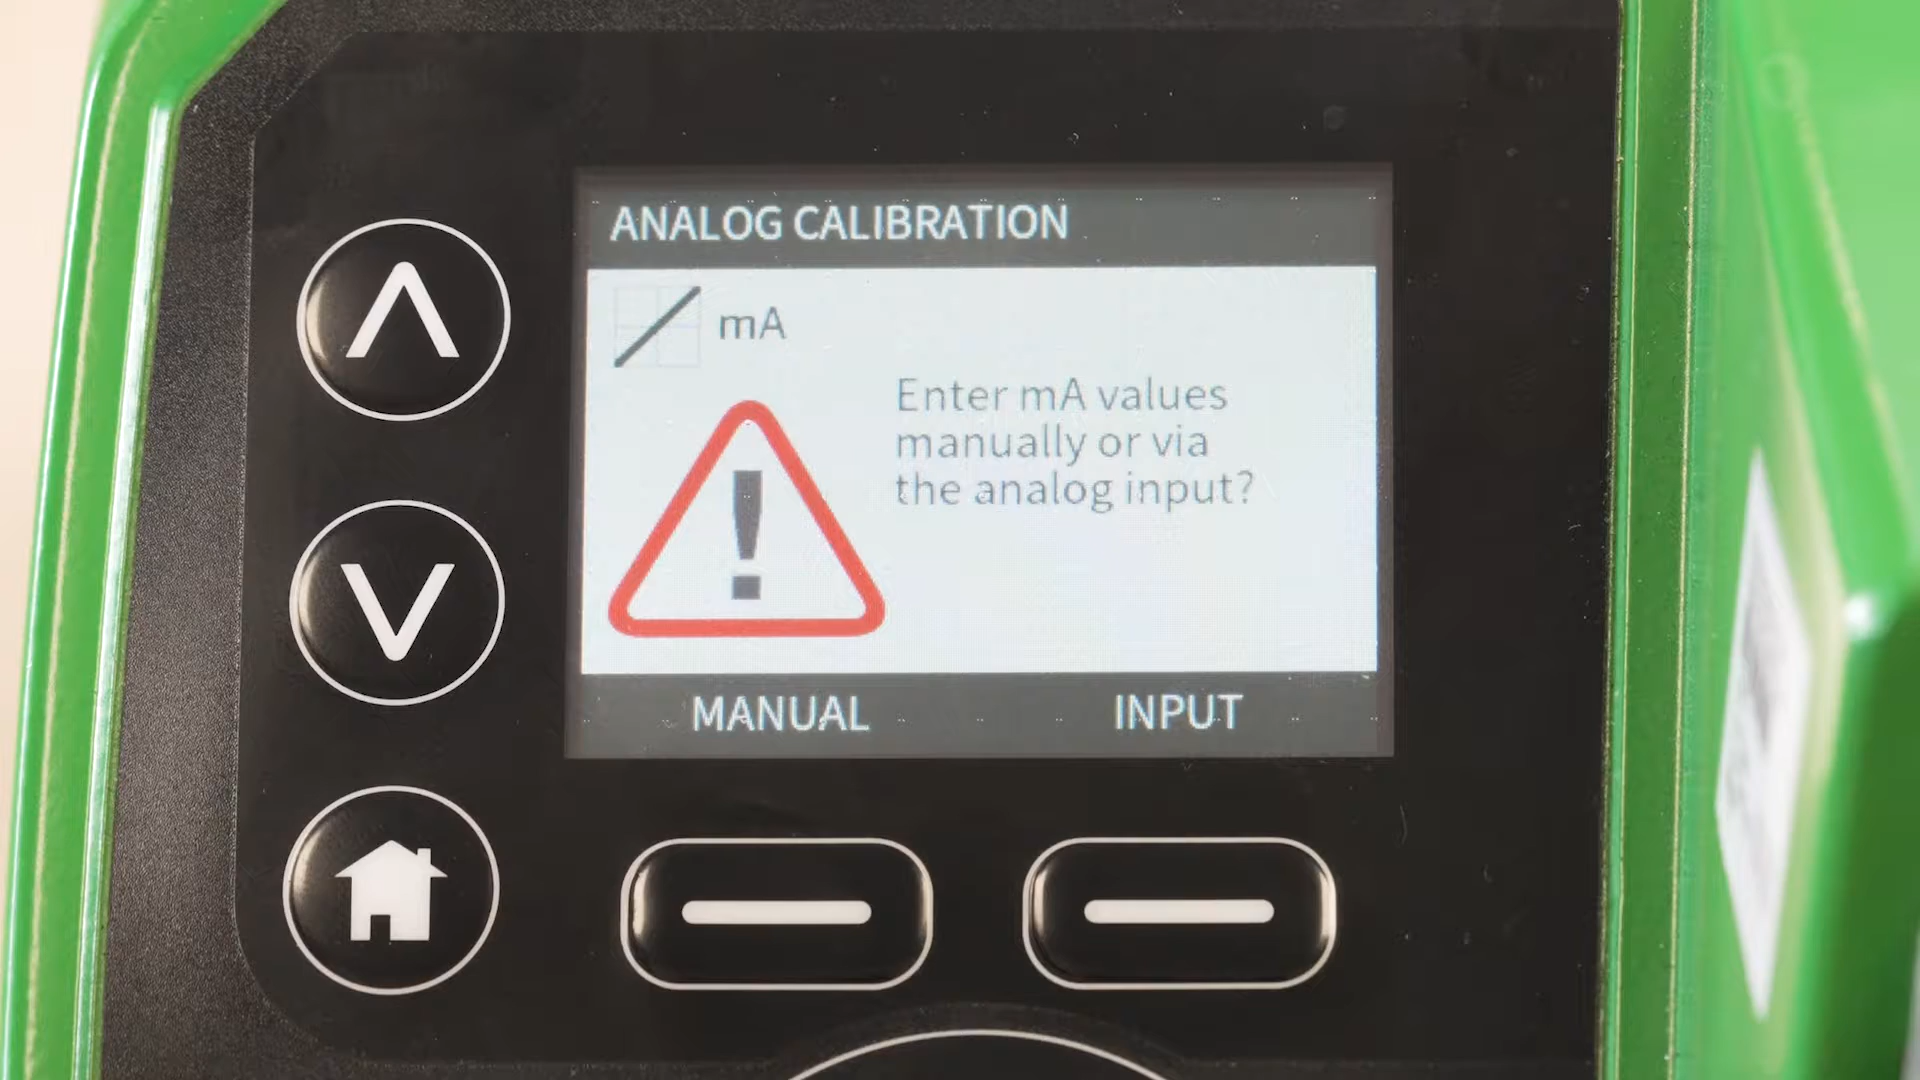 ANALOG CALIBRATION
mA
Enter mA values
manually or via
the analog input?
MANUAL INPUT